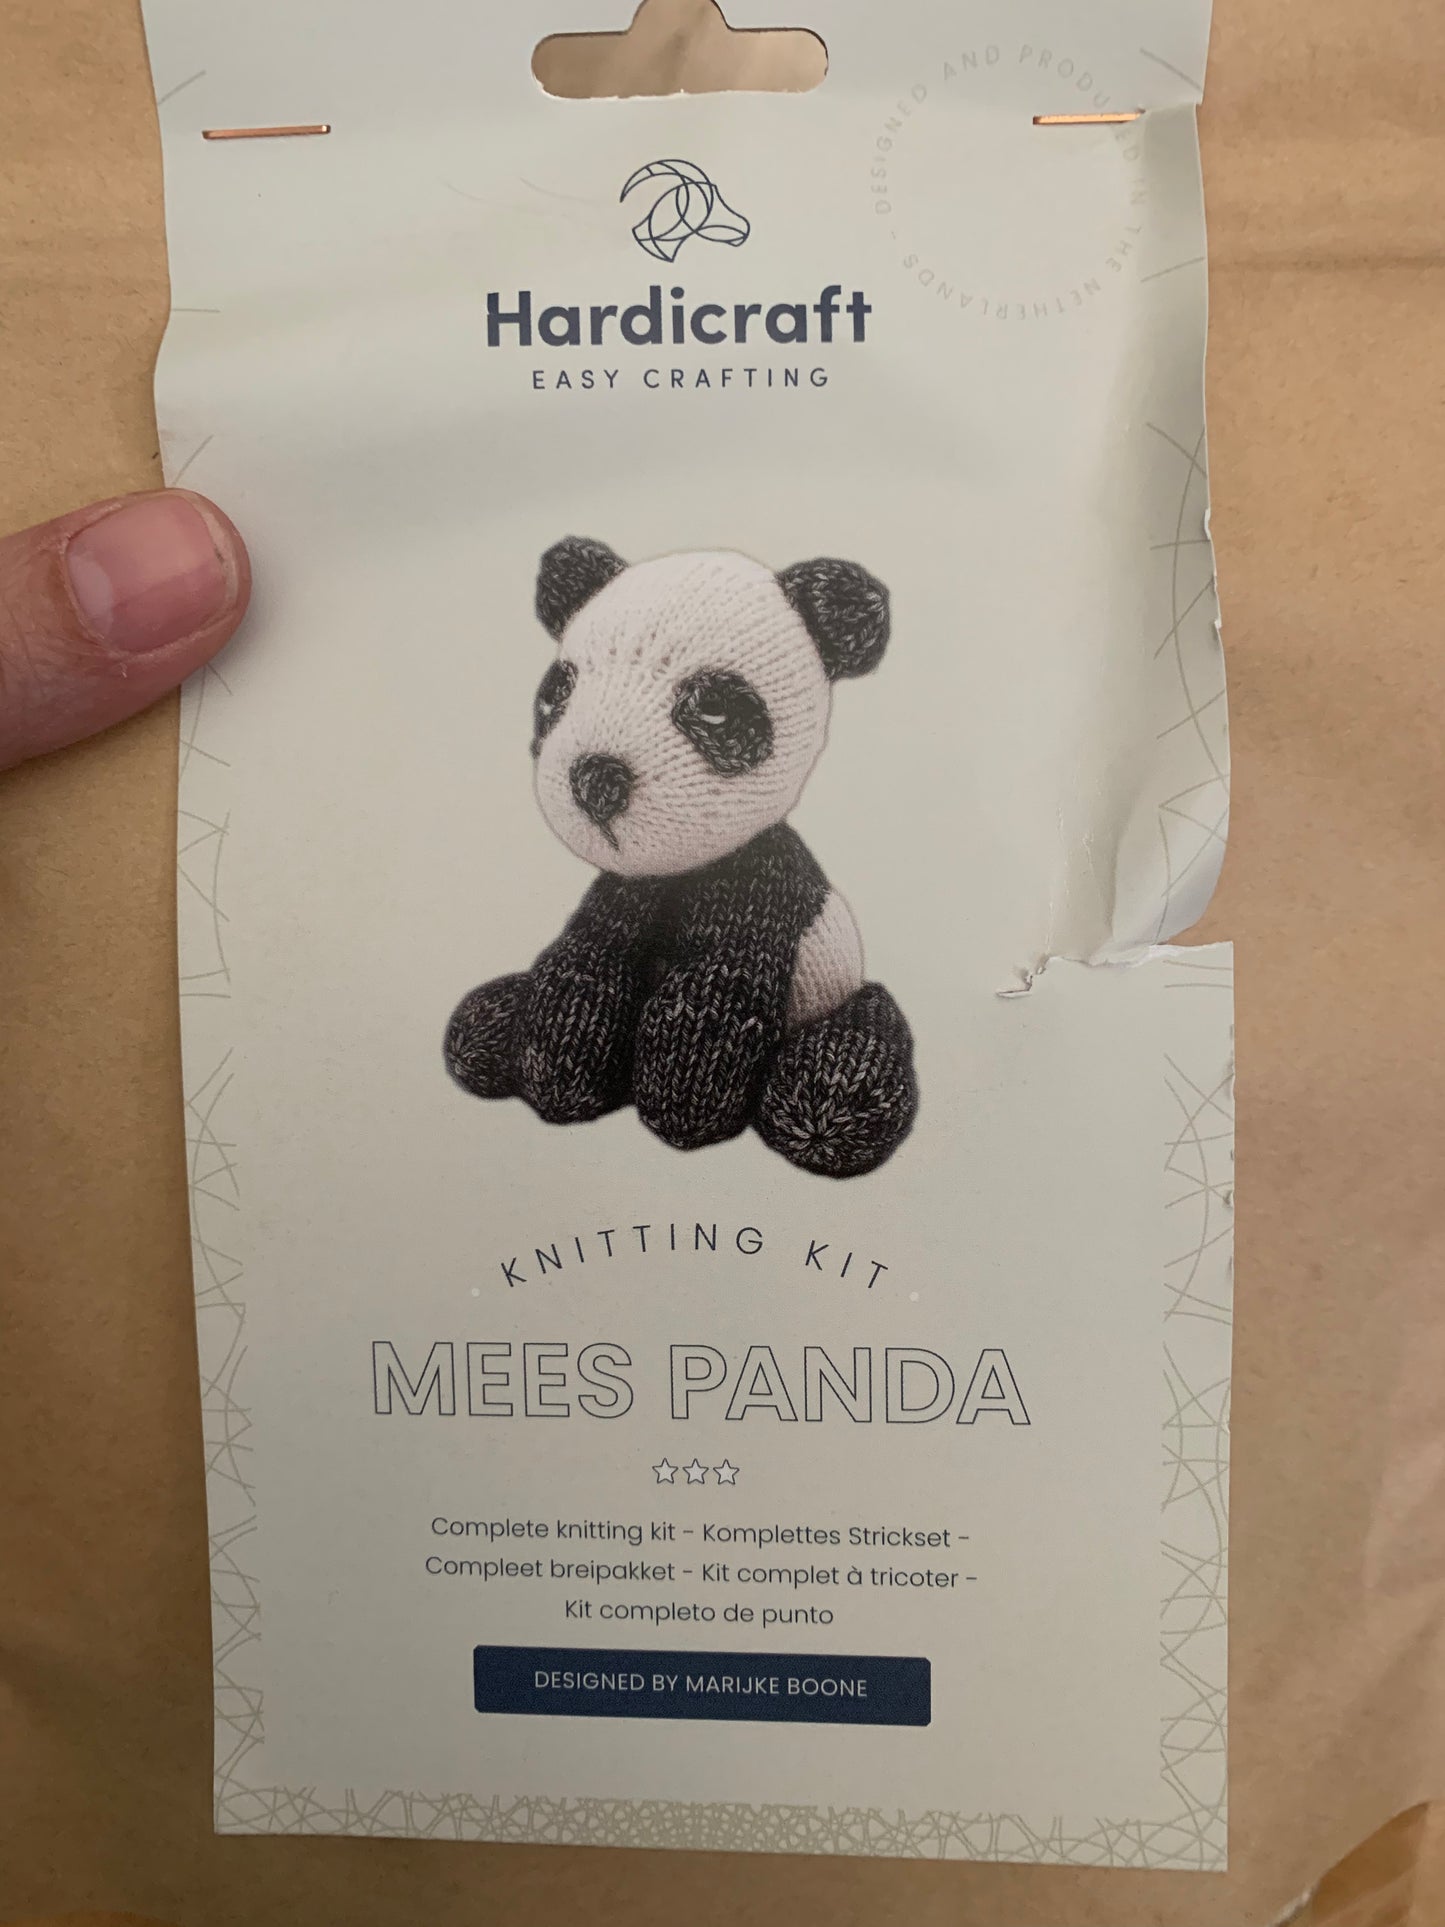 DESIGNED AND PRODUCED IN THE NETHERLANDS -
Hardicraft
EASY CRAFTING
KNITTING KIT
MEES PANDA
Complete knitting kit - Komplettes Strickset -
Compleet breipakket - Kit complet à tricoter -
Kit completo de punto
DESIGNED BY MARIJKE BOONE